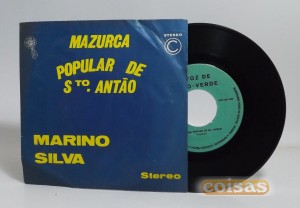 MAZURCA
POPULAR DE
S TO. ANTÃO
MARINO
SILVA
Stereo
STEREO
C
VOZ DE
VERDE
coisas